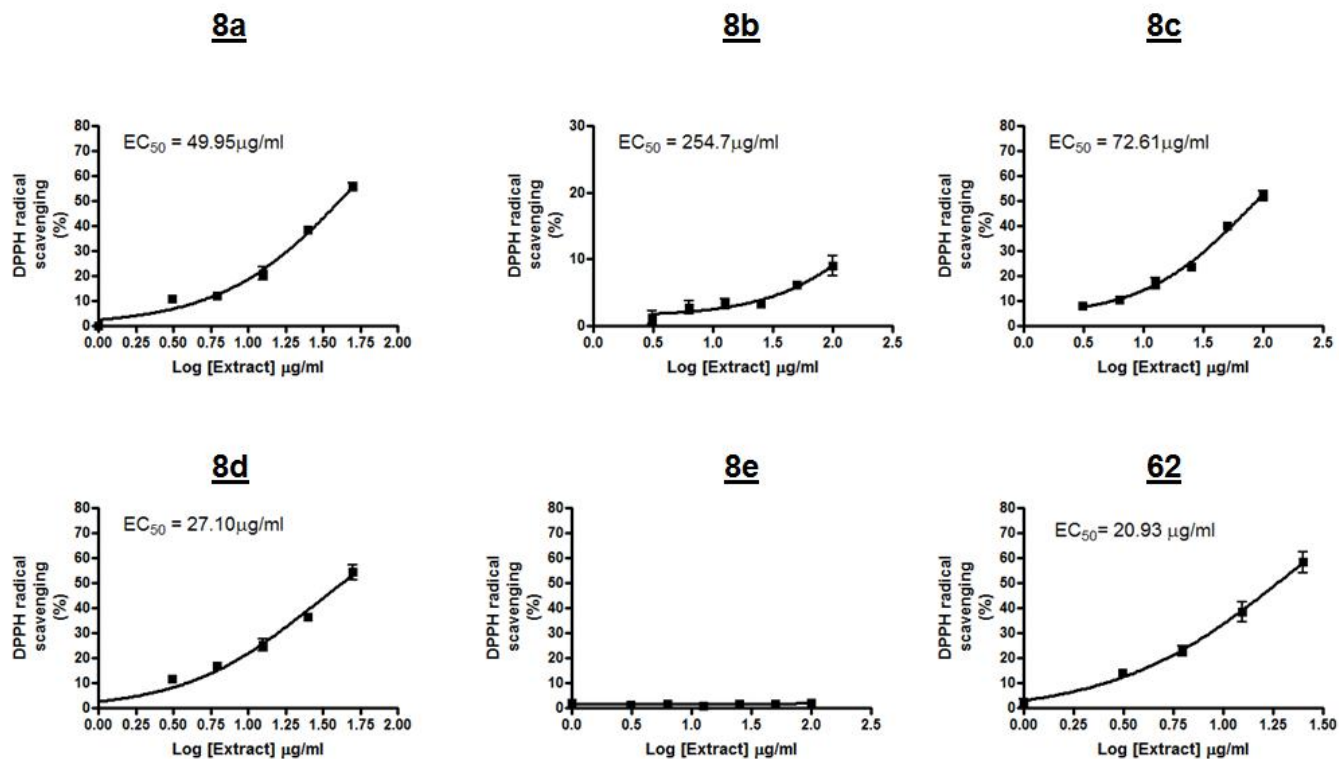 8a
EC50 = 49.95μg/ml
DPPH radical
scavenging
(%)
80
70
60
50
40
30
20
10
0
0.00 0.25 0.50 0.75 1.00 1.25 1.50 1.75 2.00
Log [Extract] μg/ml
8b
EC50 = 254.7μg/ml
DPPH radical
scavenging
(%)
30
20
10
0
0.0 0.5 1.0 1.5 2.0 2.5
Log [Extract] μg/ml
8c
EC50 = 72.61μg/ml
DPPH radical
scavenging
(%)
80
70
60
50
40
30
20
10
0
0.0 0.5 1.0 1.5 2.0 2.5
Log [Extract] μg/ml
8d
EC50 = 27.10μg/ml
DPPH radical
scavenging
(%)
80
70
60
50
40
30
20
10
0
0.00 0.25 0.50 0.75 1.00 1.25 1.50 1.75 2.00
Log [Extract] μg/ml
8e
DPPH radical
scavenging
(%)
80
70
60
50
40
30
20
10
0
0.0 0.5 1.0 1.5 2.0 2.5
Log [Extract] μg/ml
62
EC50= 20.93 μg/ml
DPPH radical
scavenging
(%)
80
70
60
50
40
30
20
10
0
0.00 0.25 0.50 0.75 1.00 1.25 1.50
Log [Extract] μg/ml